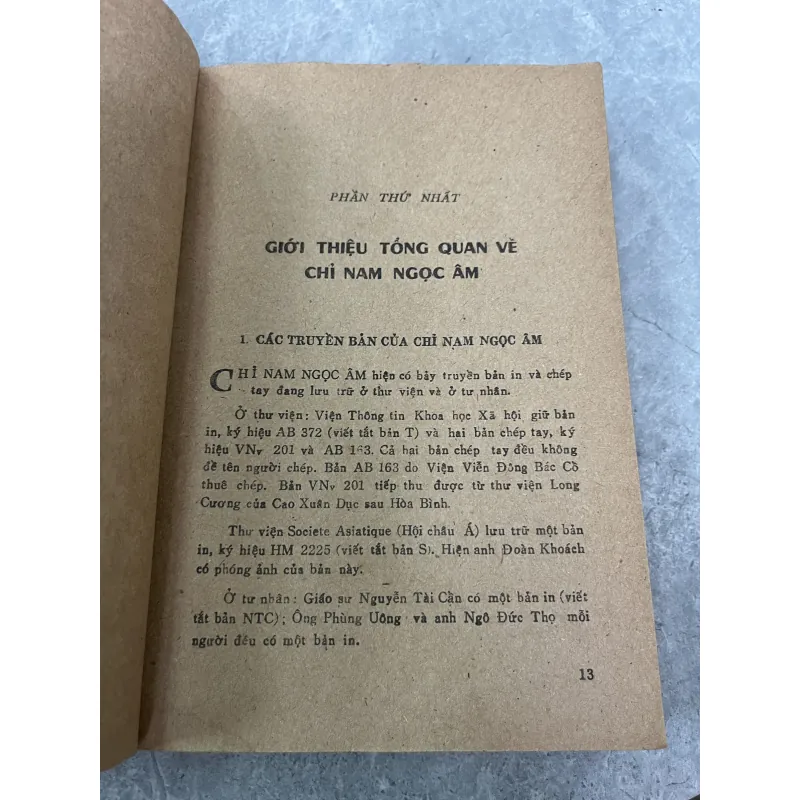 PHẦN THỨ NHẤT
GIỚI THIỆU TỔNG QUAN VỀ
CHỈ NAM NGỌC ÂM
1. CÁC TRUYỀN BẢN CỦA CHỈ NAM NGỌC ÂM
CHỈ NAM NGỌC ÂM hiện có bảy truyền bản in và chép
tay đang lưu trữ ở thư viện và ở tư nhân.
Ở thư viện : Viện Thông tin Khoa học Xã hội giữ bản
in, ký hiệu AB 372 (viết tắt bản T) và hai bản chép tay, ký
hiệu VNv 201 và AB 163. Cả hai bản chép tay đều không
đề tên người chép. Bản AB 163 do Viện Viễn Đông Bác Cổ
thuê chép. Bản VNv 201 tiếp thu được từ thư viện Long
Cương của Cao Xuân Dục sau Hòa Bình.
Thư viện Societe Asiatique (Hội châu Á) lưu trữ một bản
in, ký hiệu HM 2225 (viết tắt bản S). Hiện anh Đoàn Khoách
có phóng ảnh của bản này.
Ở tư nhân : Giáo sư Nguyễn Tài Cẩn có một bản in (viết
tắt bản NTC) ; Ông Phùng Uông và anh Ngô Đức Thọ mỗi
người đều có một bản in.
13